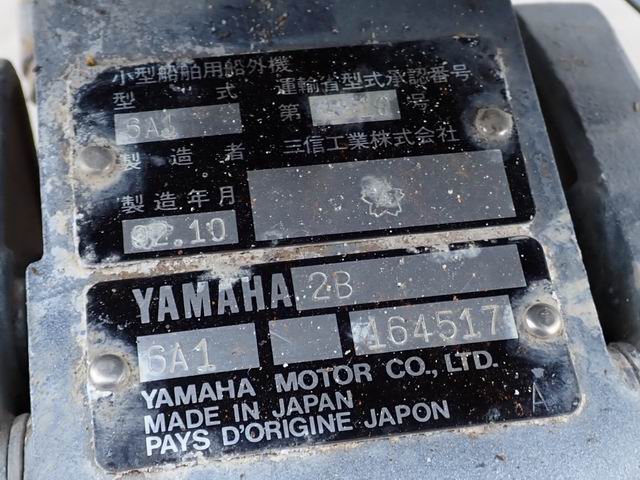 小型船舶用船外機
運輸省型式承認番号
型 式
第 号
6A1
製造者
三信工業株式会社
製造年月
92.10
YAMAHA 2B
6A1 164517
YAMAHA MOTOR CO., LTD.
MADE IN JAPAN
PAYS D'ORIGINE JAPON A